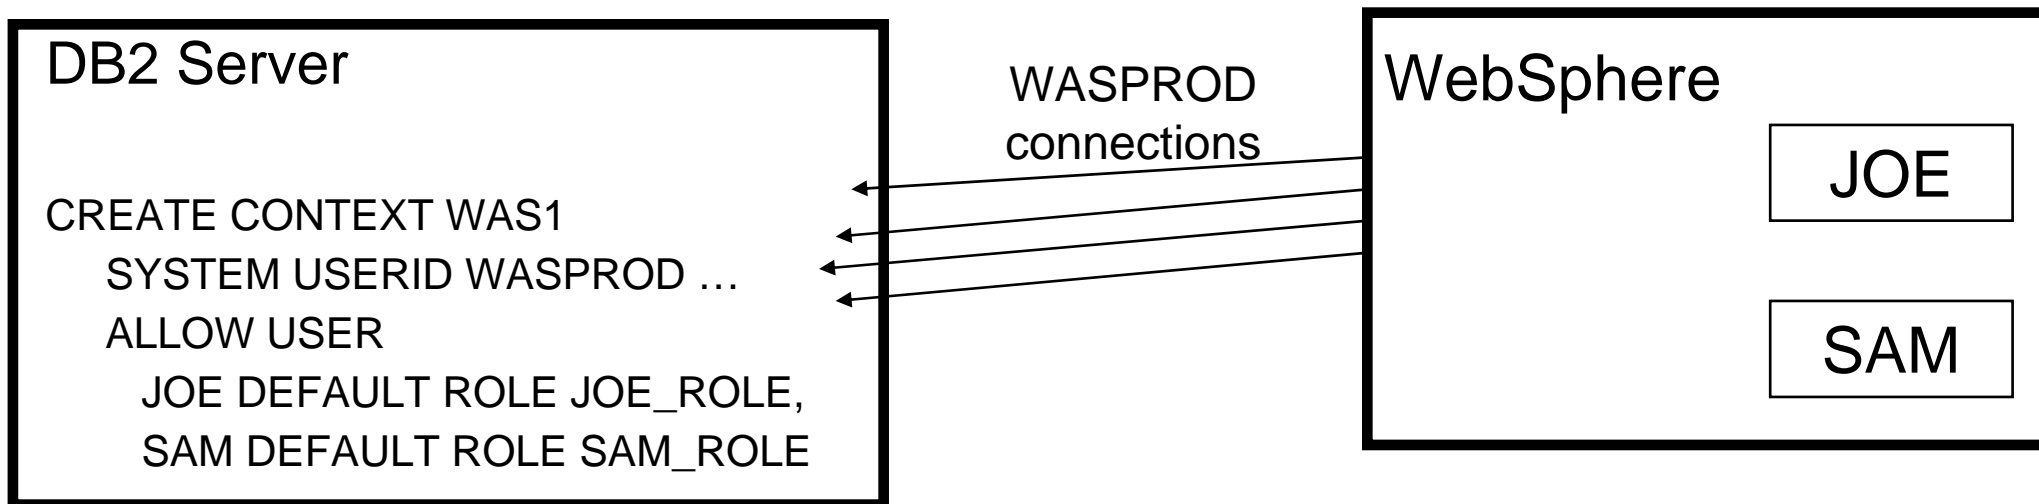 DB2 Server
CREATE CONTEXT WAS1
SYSTEM USERID WASPROD …
ALLOW USER
JOE DEFAULT ROLE JOE_ROLE,
SAM DEFAULT ROLE SAM_ROLE
WASPROD
connections
WebSphere
JOE
SAM